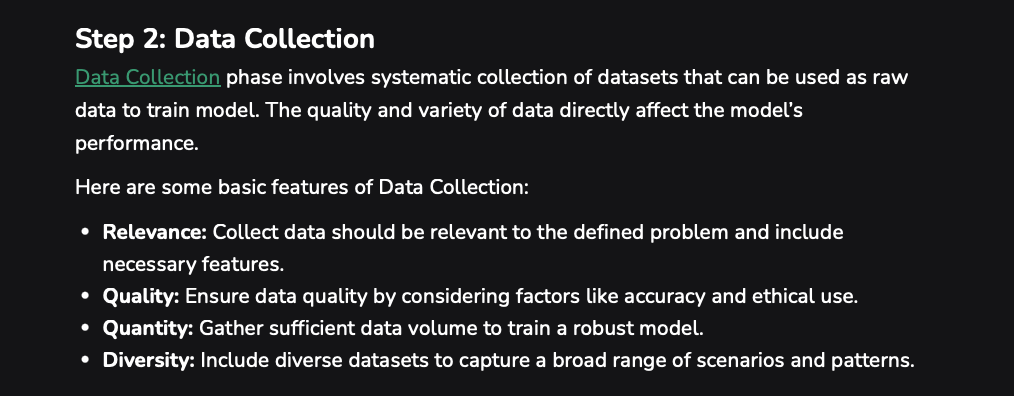 Step 2: Data Collection
Data Collection phase involves systematic collection of datasets that can be used as raw
data to train model. The quality and variety of data directly affect the model’s
performance.
Here are some basic features of Data Collection:
• Relevance: Collect data should be relevant to the defined problem and include
necessary features.
• Quality: Ensure data quality by considering factors like accuracy and ethical use.
• Quantity: Gather sufficient data volume to train a robust model.
• Diversity: Include diverse datasets to capture a broad range of scenarios and patterns.